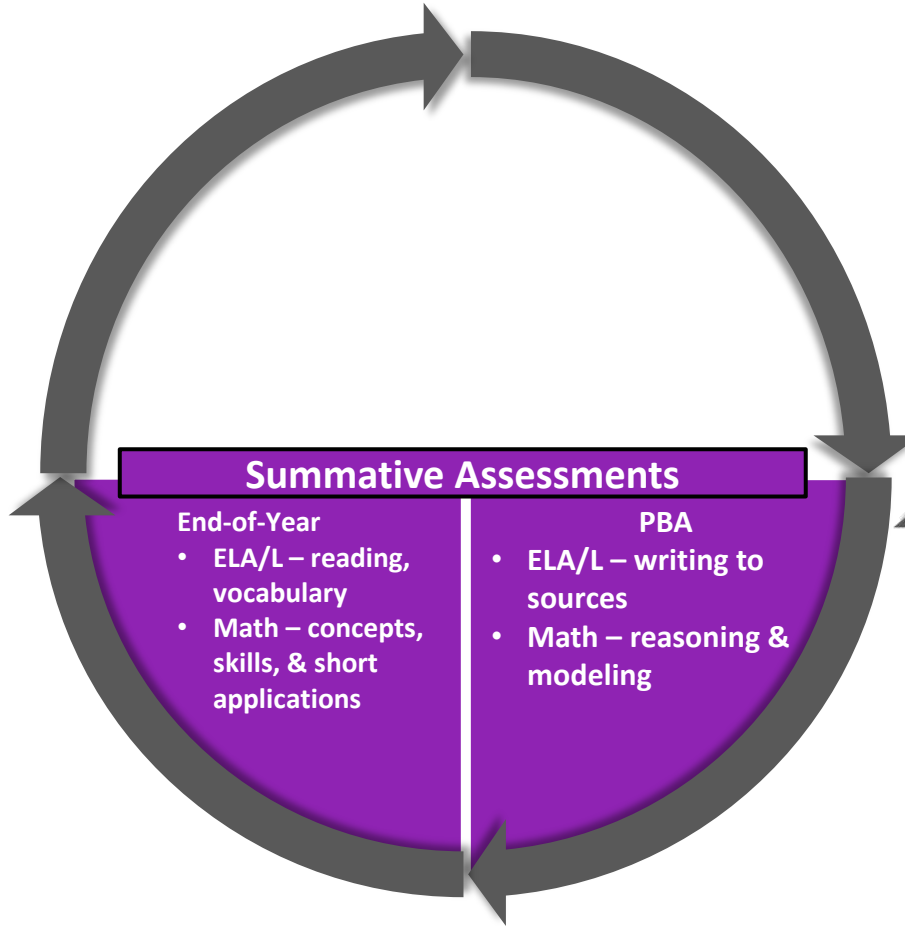 Summative Assessments
End-of-Year
• ELA/L – reading,
vocabulary
• Math – concepts,
skills, & short
applications
PBA
• ELA/L – writing to
sources
• Math – reasoning &
modeling